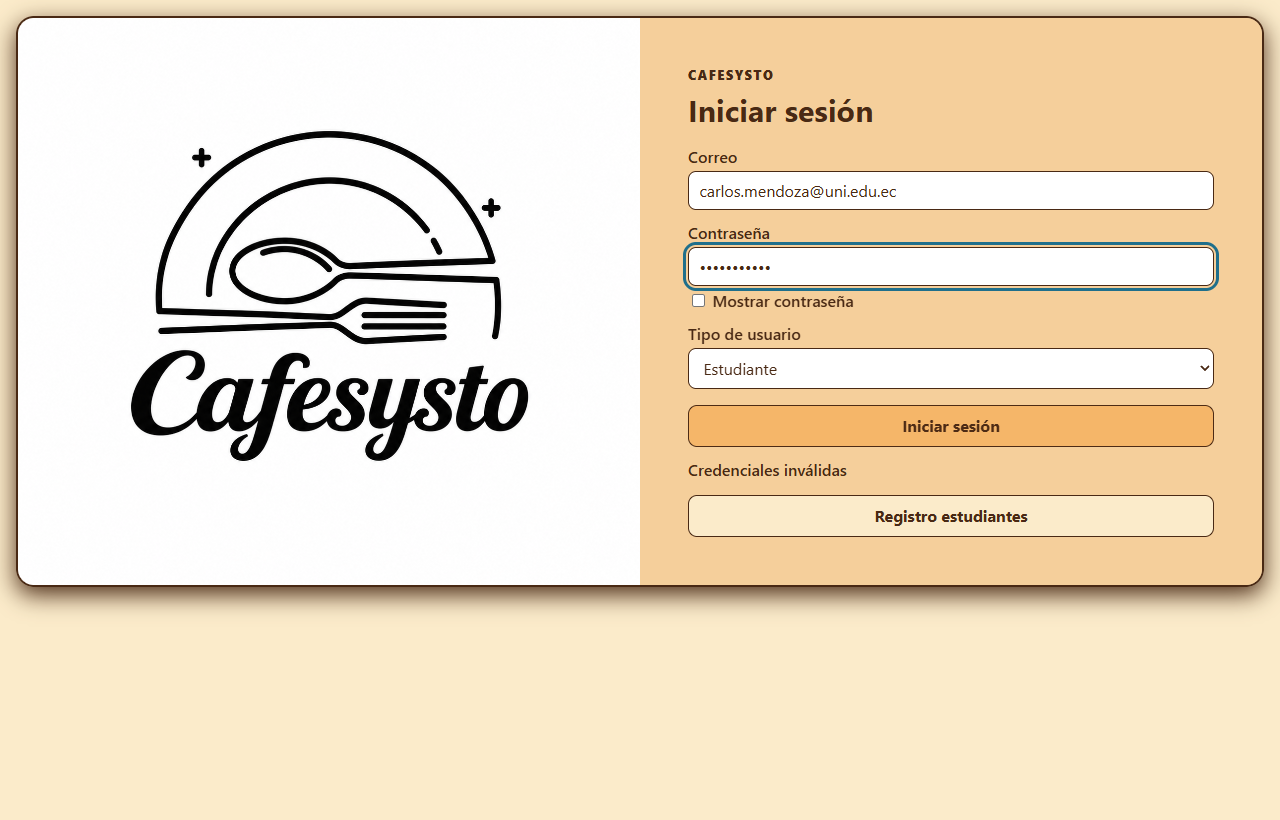 Cafesysto
CAFESYSTO
Iniciar sesión
Correo
carlos.mendoza@uni.edu.ec
Contraseña
•••••••••••
Mostrar contraseña
Tipo de usuario
Estudiante
Iniciar sesión
Credenciales inválidas
Registro estudiantes